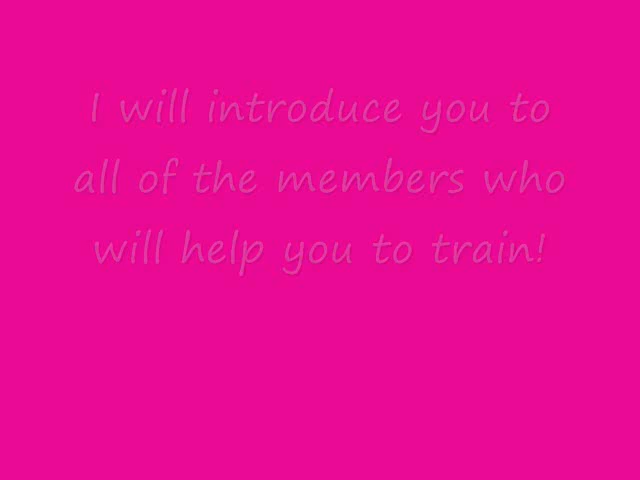 I will introduce you to
all of the members who
will help you to train!